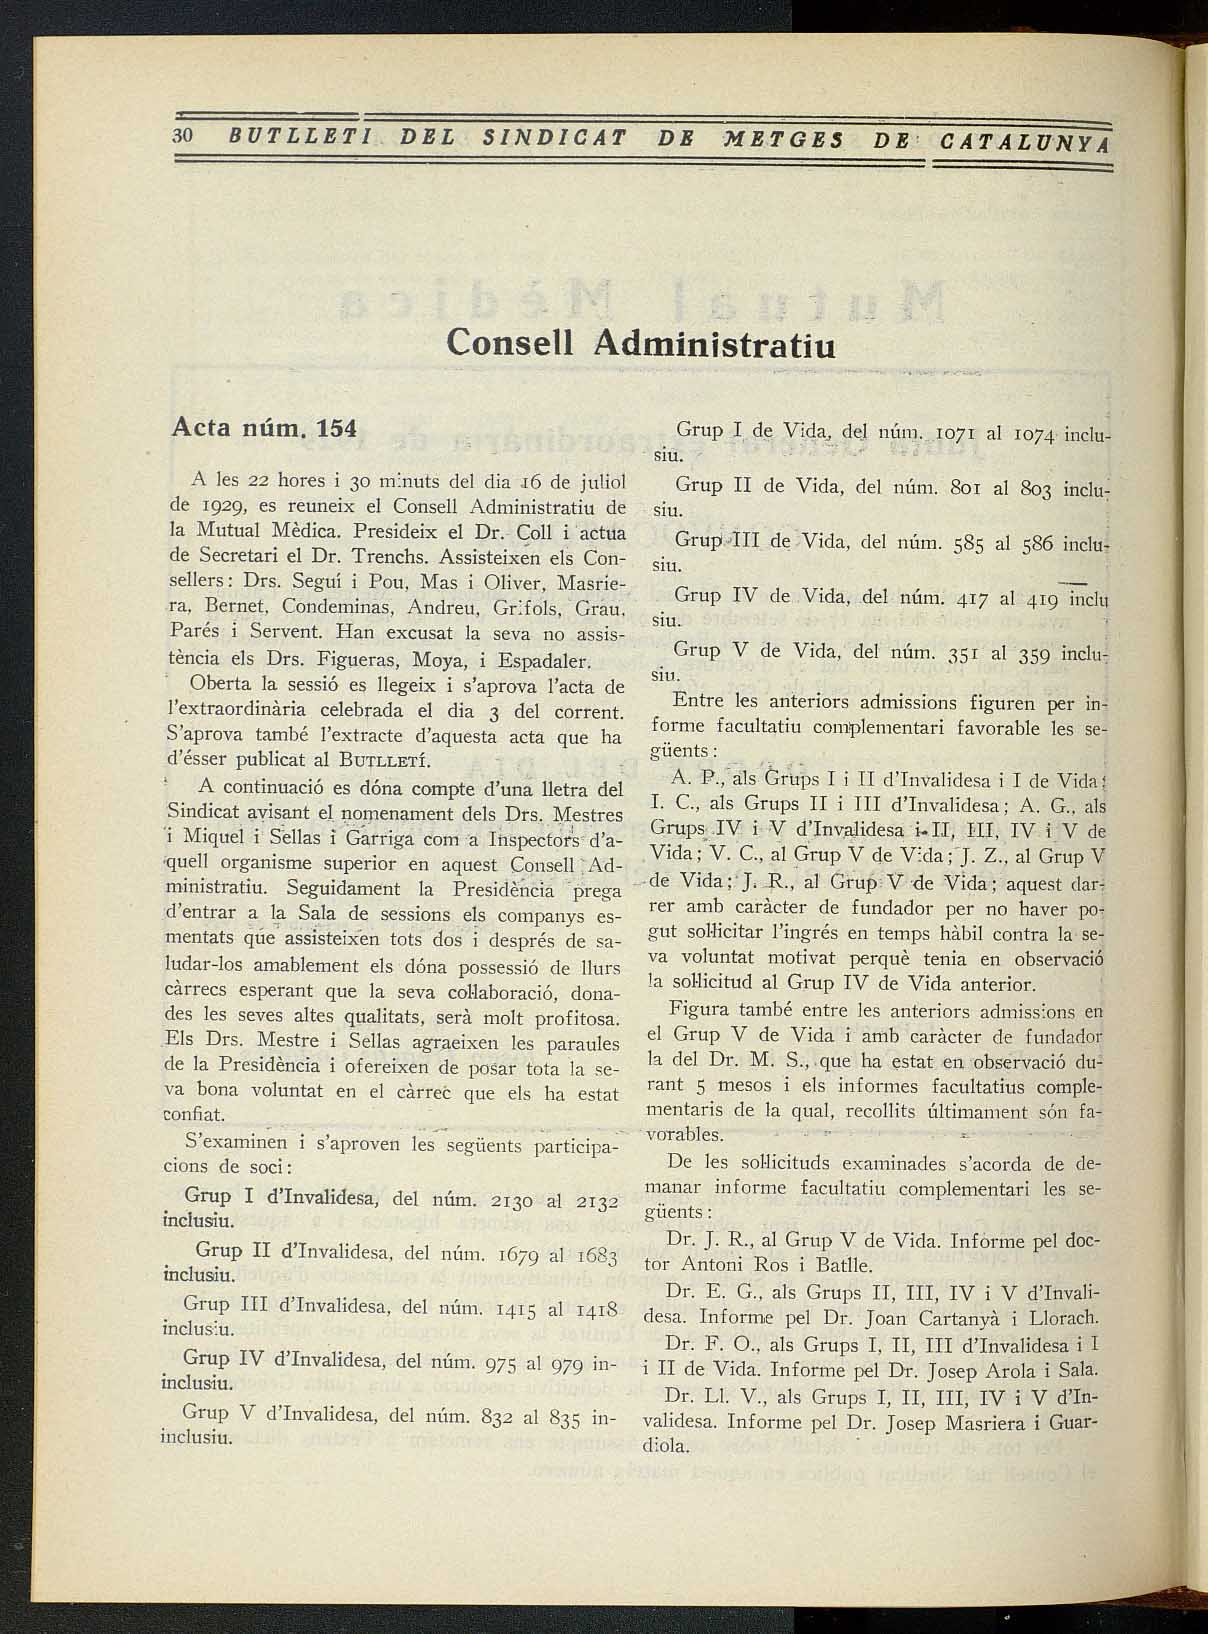 30 BUTLLETI DEL SINDICAT DE METGES DE CATALUNYA
Consell Administratiu
Acta núm. 154
A les 22 hores i 30 minuts del dia 16 de juliol
de 1929, es reuneix el Consell Administratiu de
la Mutual Mèdica. Presideix el Dr. Coll i actua
de Secretari el Dr. Trenchs. Assisteixen els Con-
sellers: Drs. Seguí i Pou, Mas i Oliver, Masrie-
ra, Bernet, Condeminas, Andreu, Grifols, Grau,
Parés i Servent. Han excusat la seva no assis-
tència els Drs. Figueras, Moya, i Espadaler.
Oberta la sessió es llegeix i s'aprova l'acta de
l'extraordinària celebrada el dia 3 del corrent.
S'aprova també l'extracte d'aquesta acta que ha
d'ésser publicat al BUTLLETÍ.
A continuació es dóna compte d'una lletra del
Sindicat avisant el nomenament dels Drs. Mestres
i Miquel i Sellas i Garriga com a Inspectors d'a-
quell organisme superior en aquest Consell Ad-
ministratiu. Seguidament la Presidència prega
d'entrar a la Sala de sessions els companys es-
mentats que assisteixen tots dos i després de sa-
ludar-los amablement els dóna possessió de llurs
càrrecs esperant que la seva col·laboració, dona-
des les seves altes qualitats, serà molt profitosa.
Els Drs. Mestre i Sellas agraeixen les paraules
de la Presidència i ofereixen de posar tota la se-
va bona voluntat en el càrrec que els ha estat
confiat.
S'examinen i s'aproven les següents participa-
cions de soci:
Grup I d'Invalidesa, del núm. 2130 al 2132
inclusiu.
Grup II d'Invalidesa, del núm. 1679 al 1683
inclusiu.
Grup III d'Invalidesa, del núm. 1415 al 1418
inclusiu.
Grup IV d'Invalidesa, del núm. 975 al 979 in-
inclusiu.
Grup V d'Invalidesa, del núm. 832 al 835 in-
inclusiu.
Grup I de Vida, del núm. 1071 al 1074 inclu-
siu.
Grup II de Vida, del núm. 801 al 803 inclu-
siu.
Grup III de Vida, del núm. 585 al 586 inclu-
siu.
Grup IV de Vida, del núm. 417 al 419 inclu
siu.
Grup V de Vida, del núm. 351 al 359 inclu-
siu.
Entre les anteriors admissions figuren per in-
forme facultatiu complementari favorable les se-
güents:
A. P., als Grups I i II d'Invalidesa i I de Vida;
I. C., als Grups II i III d'Invalidesa; A. G., als
Grups IV i V d'Invalidesa i II, III, IV i V de
Vida; V. C., al Grup V de Vida; J. Z., al Grup V
de Vida; J. R., al Grup V de Vida; aquest dar-
rer amb caràcter de fundador per no haver po-
gut sol·licitar l'ingrés en temps hàbil contra la se-
va voluntat motivat perquè tenia en observació
la sol·licitud al Grup IV de Vida anterior.
Figura també entre les anteriors admissions en
el Grup V de Vida i amb caràcter de fundador
la del Dr. M. S., que ha estat en observació du-
rant 5 mesos i els informes facultatius comple-
mentaris de la qual, recollits últimament són fa-
vorables.
De les sol·licituds examinades s'acorda de de-
manar informe facultatiu complementari les se-
güents:
Dr. J. R., al Grup V de Vida. Informe pel doc-
tor Antoni Ros i Batlle.
Dr. E. G., als Grups II, III, IV i V d'Invali-
desa. Informe pel Dr. Joan Cartanyà i Llorach.
Dr. F. O., als Grups I, II, III d'Invalidesa i I
i II de Vida. Informe pel Dr. Josep Arola i Sala.
Dr. Ll. V., als Grups I, II, III, IV i V d'In-
validesa. Informe pel Dr. Josep Masriera i Guar-
diola.